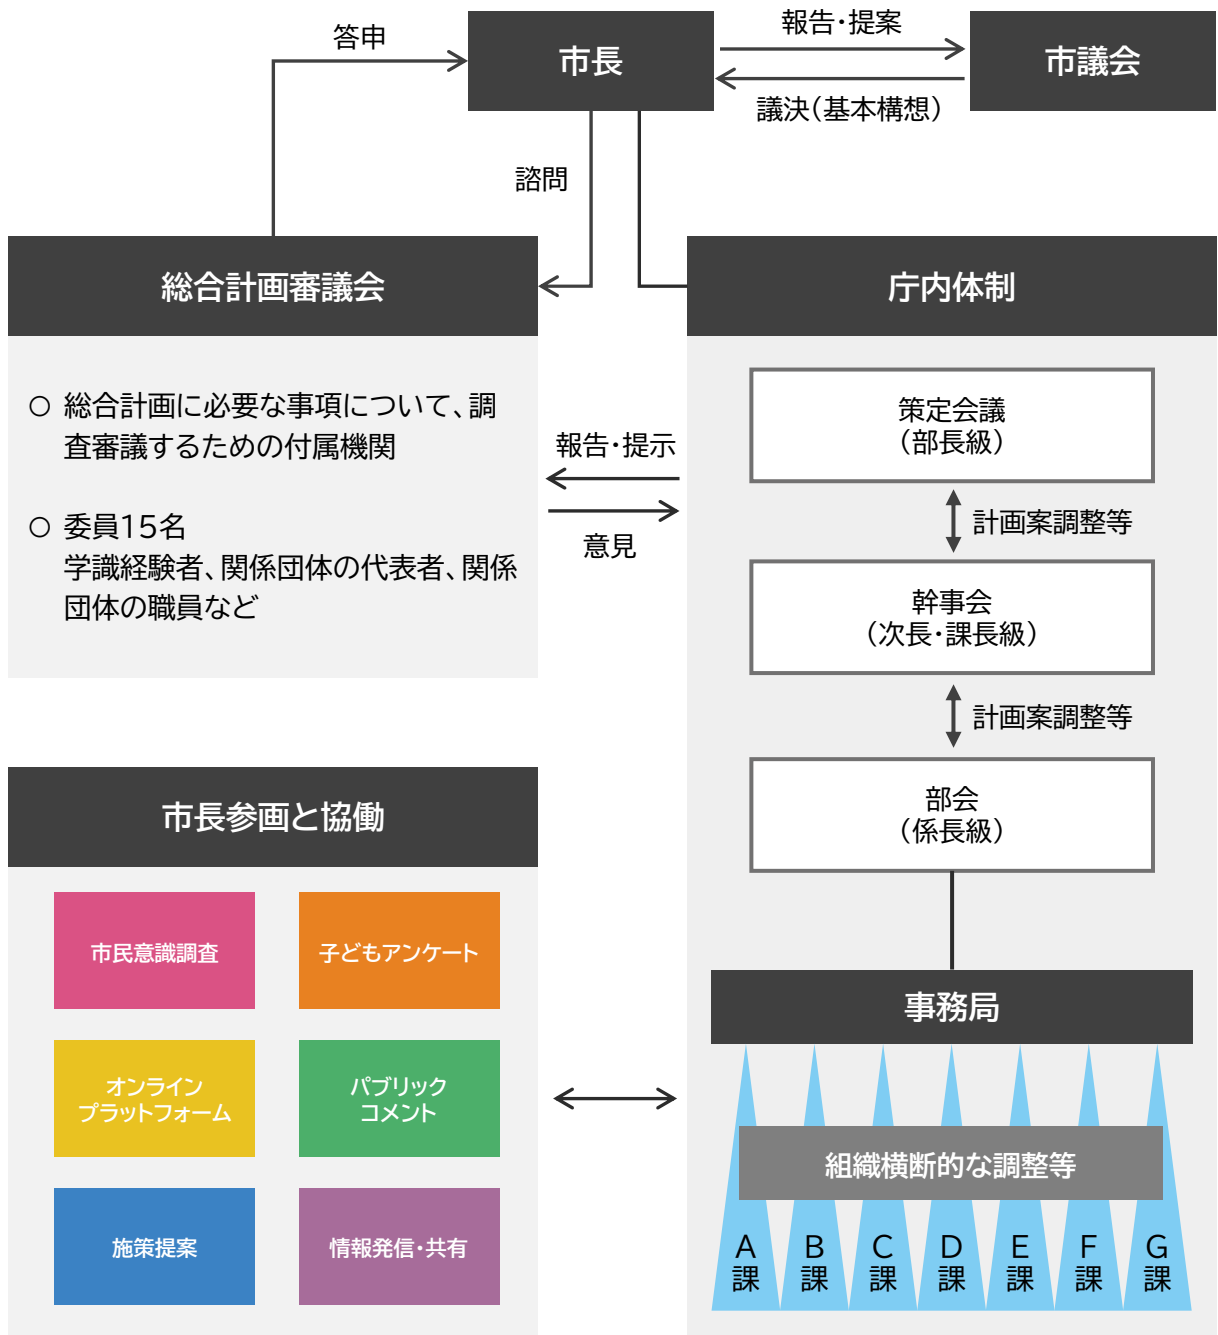 答申
市長
報告・提案
市議会
議決（基本構想）
諮問
総合計画審議会
○ 総合計画に必要な事項について、調
査審議するための付属機関
○ 委員15名
学識経験者、関係団体の代表者、関係
団体の職員など
報告・提示
意見
庁内体制
策定会議
（部長級）
計画案調整等
幹事会
（次長・課長級）
計画案調整等
部会
（係長級）
事務局
組織横断的な調整等
A課
B課
C課
D課
E課
F課
G課
市長参画と協働
市民意識調査
子どもアンケート
オンライン
プラットフォーム
パブリック
コメント
施策提案
情報発信・共有